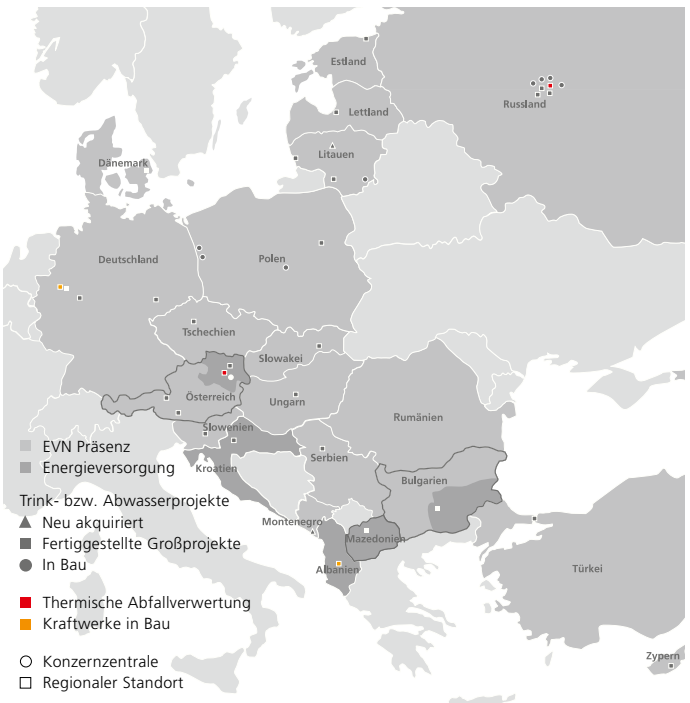 Estland
Russland
Lettland
Litauen
Dänemark
Deutschland
Polen
Tschechien
Slowakei
Österreich
Ungarn
Rumänien
Slowenien
EVN Präsenz
Serbien
Energieversorgung
Kroatien
Bulgarien
Trink- bzw. Abwasserprojekte
Neu akquiriert
Montenegro
Fertiggestellte Großprojekte
Mazedonien
In Bau
Albanien
Türkei
Thermische Abfallverwertung
Kraftwerke in Bau
Zypern
Konzernzentrale
Regionaler Standort